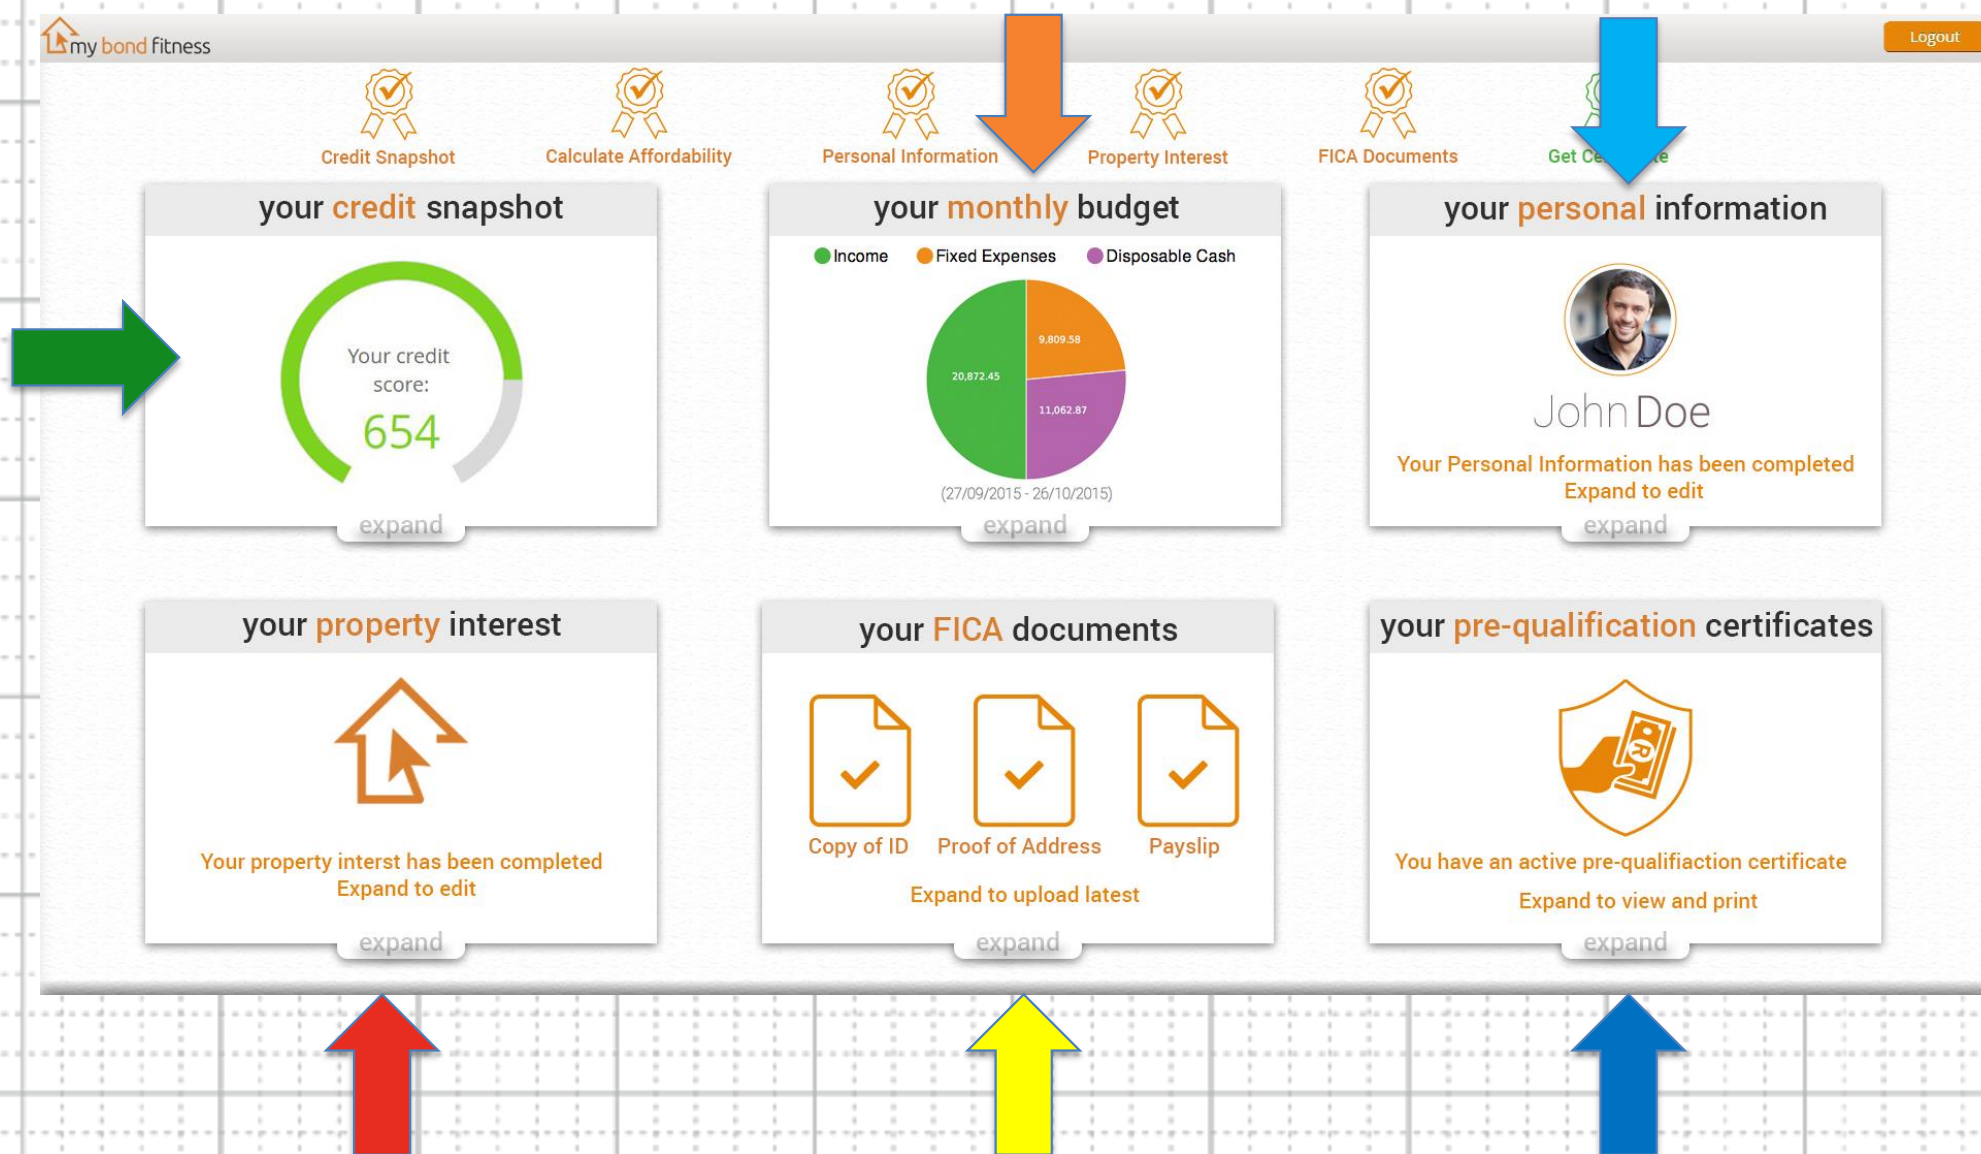 my bond fitness
Logout
Credit Snapshot
Calculate Affordability
Personal Information
Property Interest
FICA Documents
Get
your credit snapshot
Your credit
score:
654
expand
your monthly budget
Income Fixed Expenses Disposable Cash
9,809.58
20,872.45
11,062.87
(27/09/2015 - 26/10/2015)
expand
your personal information
John Doe
Your Personal Information has been completed
Expand to edit
expand
your property interest
Your property interst has been completed
Expand to edit
expand
your FICA documents
Copy of ID Proof of Address Payslip
Expand to upload latest
expand
your pre-qualification certificates
R
You have an active pre-qualifiaction certificate
Expand to view and print
expand